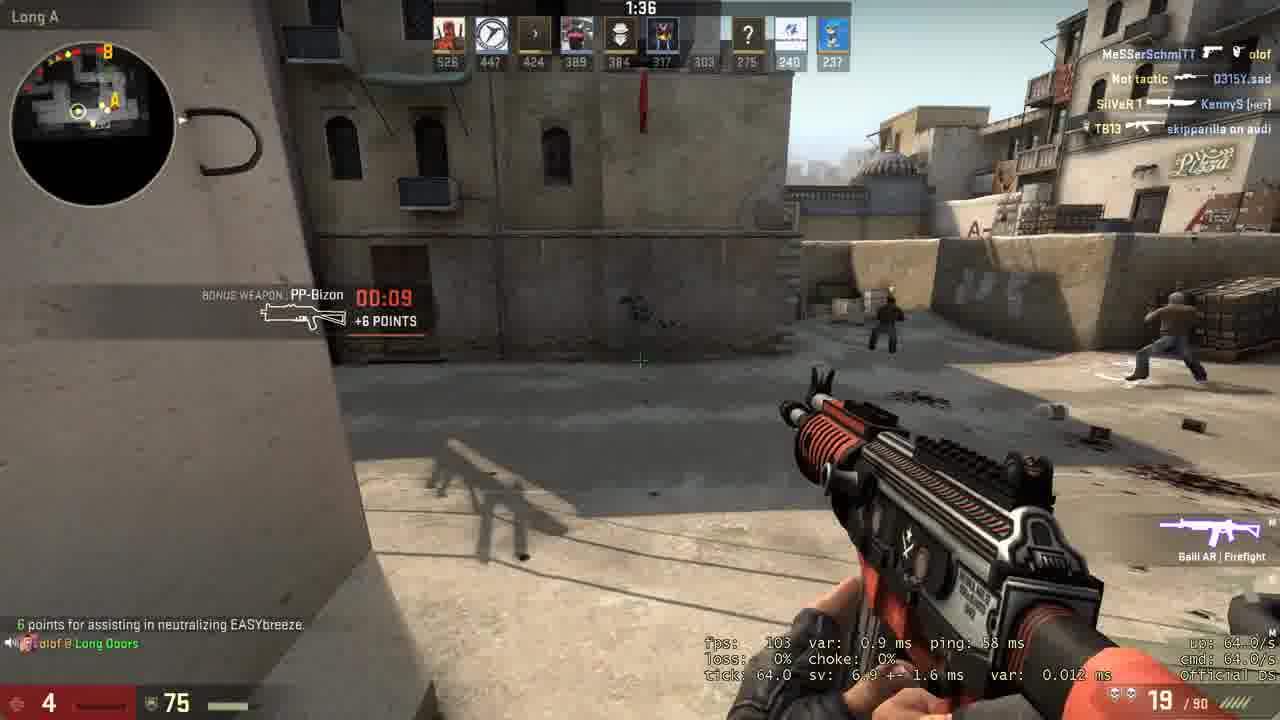 Long A
1:36
526 447 424 389 384 317 303 275 240 237
?
B
A
MeSSerSchmiTT olof
Not tactic 0315Y.sad
SilVeR 1 KennyS [HET]
TB13 skipparilla on audi
Pizza
A-
BONUS WEAPON: PP-Bizon 00:09
+6 POINTS
Galil AR | Firefight
6 points for assisting in neutralizing EASYbreeze.
olof @ Long Doors
fps: 103 var: 0.9 ms ping: 58 ms up: 64.0/s
loss: 0% choke: 0% cmd: 64.0/s
tick: 64.0 sv: 6.9 +- 1.6 ms var: 0.012 ms Official DS
4 75 19 / 90